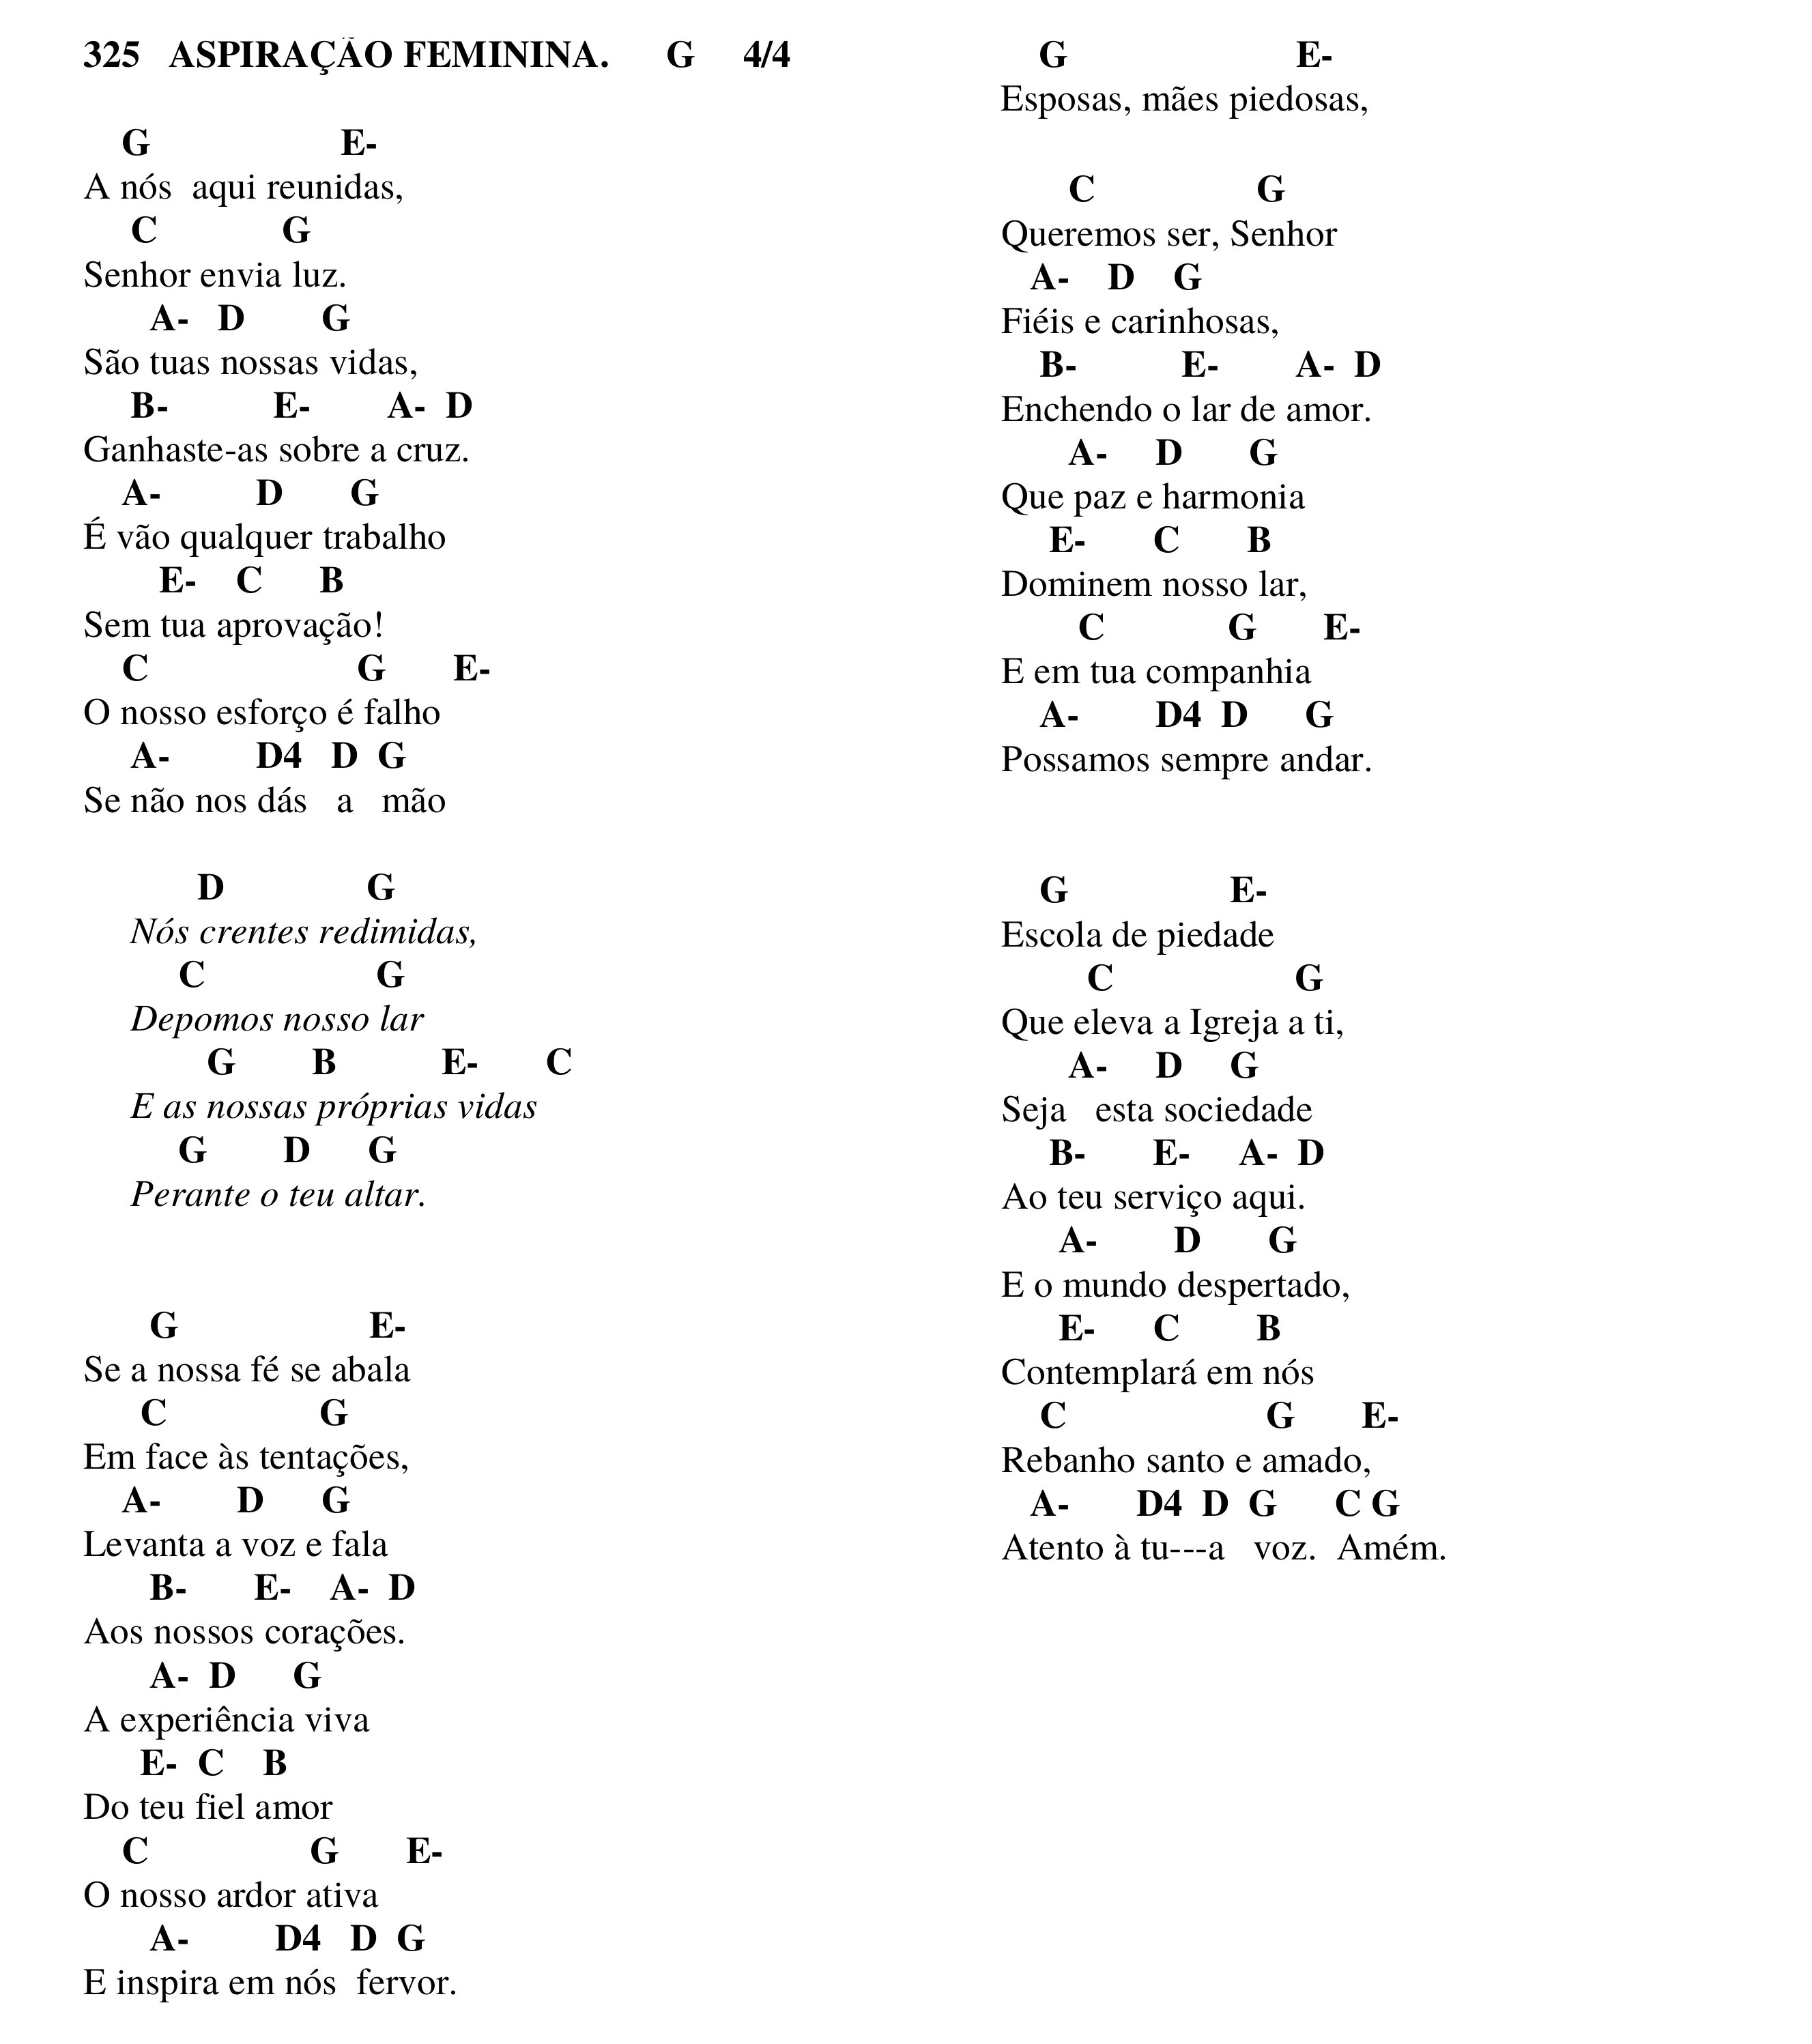 325 ASPIRAÇÃO FEMININA. G 4/4
G E-
A nós aqui reunidas,
C G
Senhor envia luz.
A- D G
São tuas nossas vidas,
B- E- A- D
Ganhaste-as sobre a cruz.
A- D G
É vão qualquer trabalho
E- C B
Sem tua aprovação!
C G E-
O nosso esforço é falho
A- D4 D G
Se não nos dás a mão
D G
Nós crentes redimidas,
C G
Depomos nosso lar
G B E- C
E as nossas próprias vidas
G D G
Perante o teu altar.
G E-
Se a nossa fé se abala
C G
Em face às tentações,
A- D G
Levanta a voz e fala
B- E- A- D
Aos nossos corações.
A- D G
A experiência viva
E- C B
Do teu fiel amor
C G E-
O nosso ardor ativa
A- D4 D G
E inspira em nós fervor.
G E-
Esposas, mães piedosas,
C G
Queremos ser, Senhor
A- D G
Fiéis e carinhosas,
B- E- A- D
Enchendo o lar de amor.
A- D G
Que paz e harmonia
E- C B
Dominem nosso lar,
C G E-
E em tua companhia
A- D4 D G
Possamos sempre andar.
G E-
Escola de piedade
C G
Que eleva a Igreja a ti,
A- D G
Seja esta sociedade
B- E- A- D
Ao teu serviço aqui.
A- D G
E o mundo despertado,
E- C B
Contemplará em nós
C G E-
Rebanho santo e amado,
A- D4 D G C G
Atento à tu---a voz. Amém.